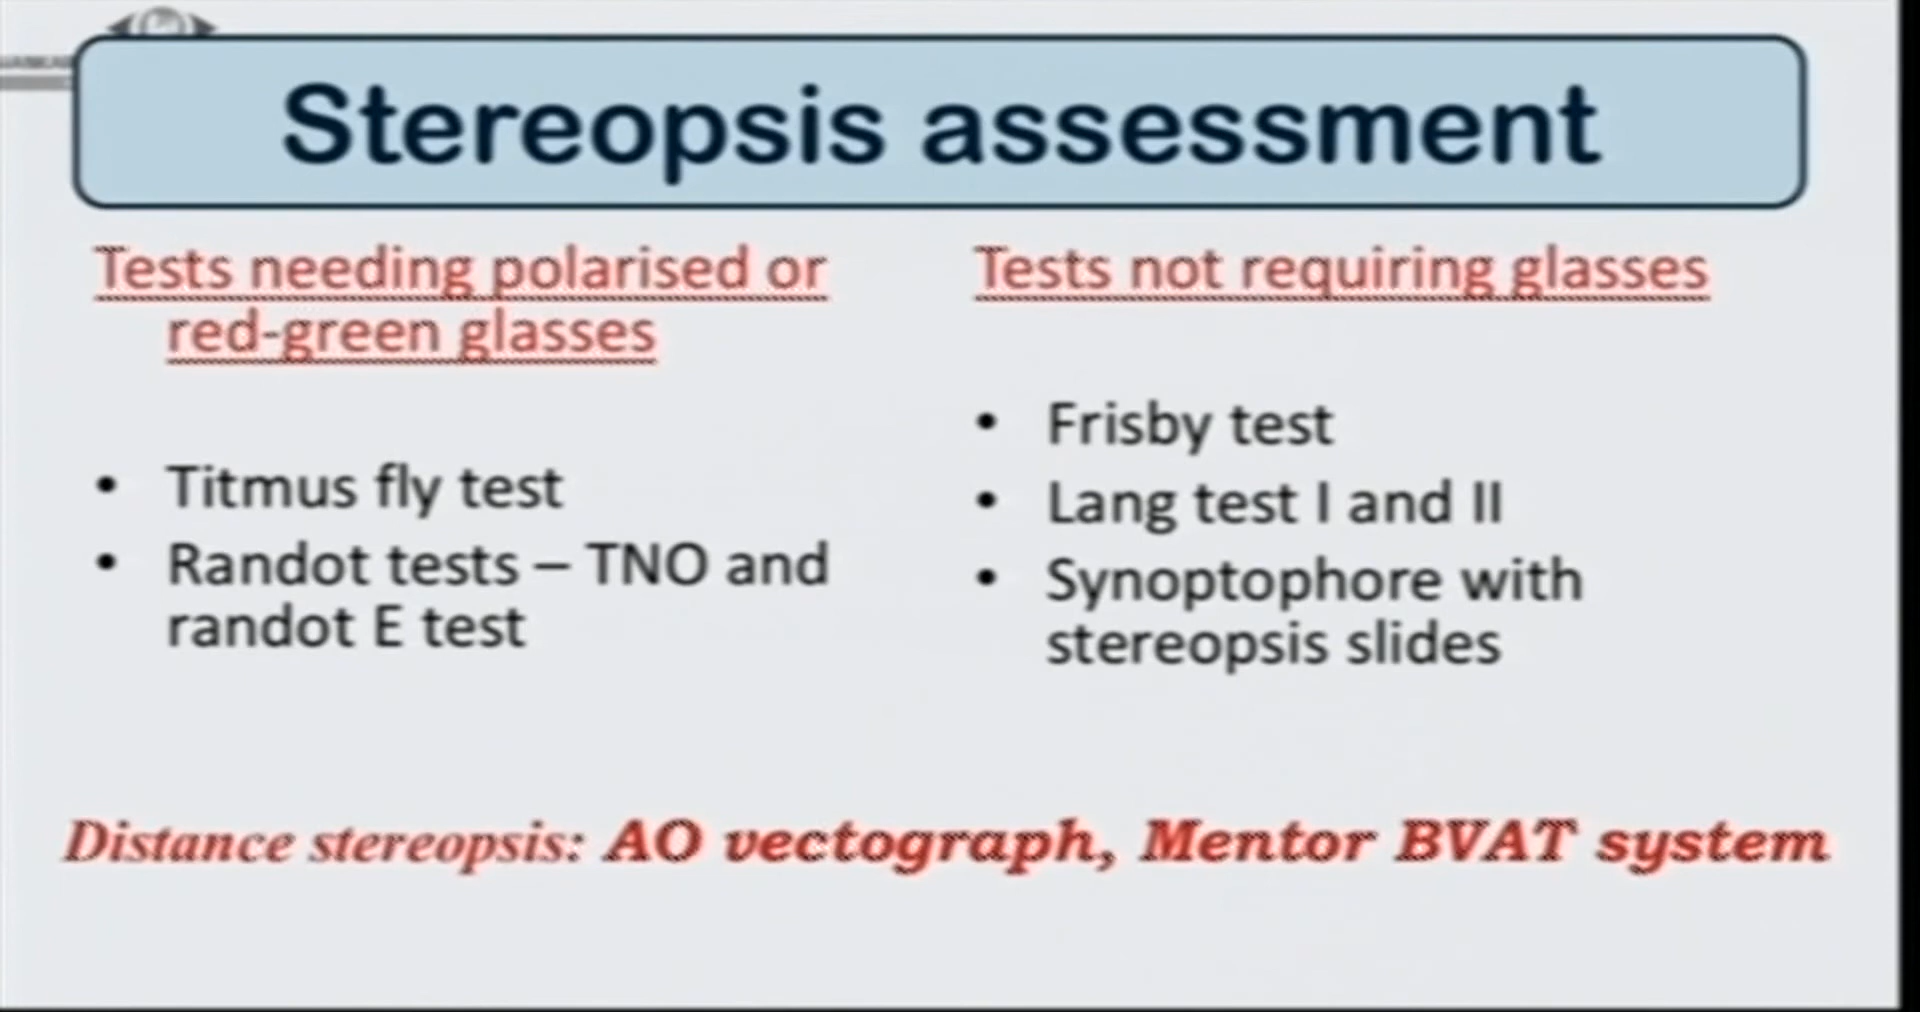 Stereopsis assessment
Tests needing polarised or
red-green glasses
• Titmus fly test
• Randot tests – TNO and
randot E test
Tests not requiring glasses
• Frisby test
• Lang test I and II
• Synoptophore with
stereopsis slides
Distance stereopsis: AO vectograph, Mentor BVAT system